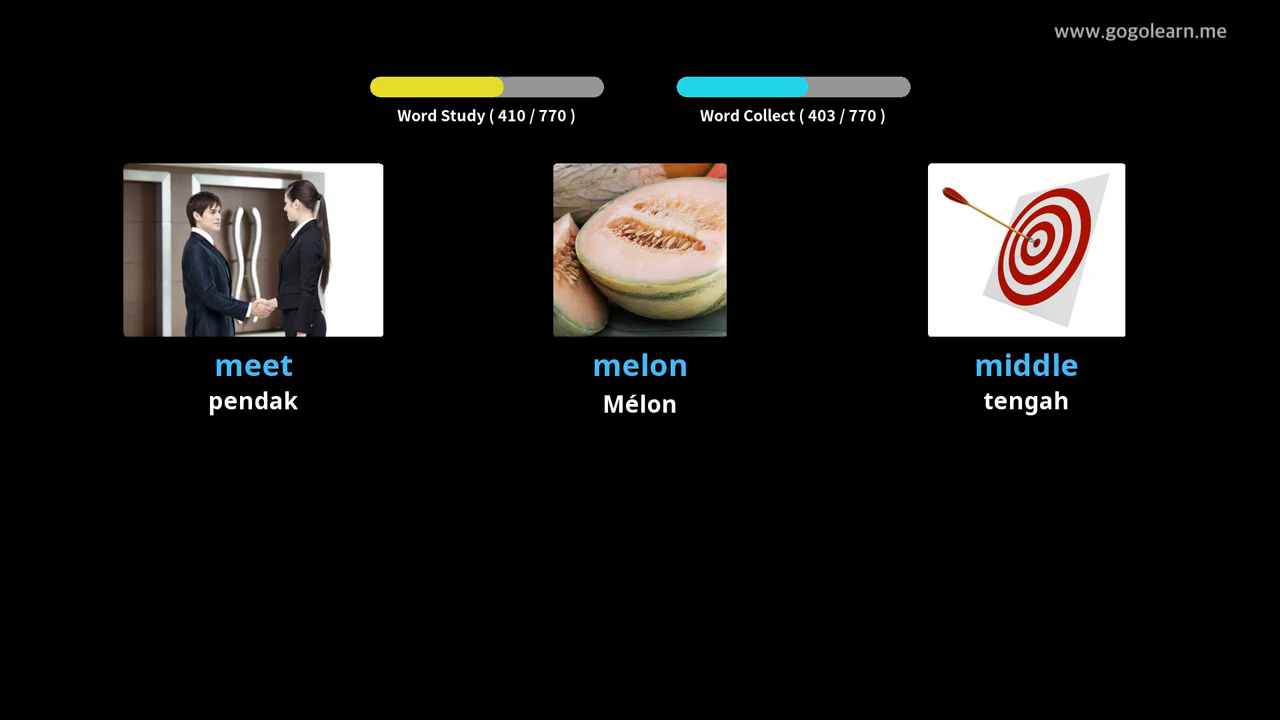 www.gogolearn.me
Word Study ( 410 / 770 )
Word Collect ( 403 / 770 )
meet
pendak
melon
Mélon
middle
tengah